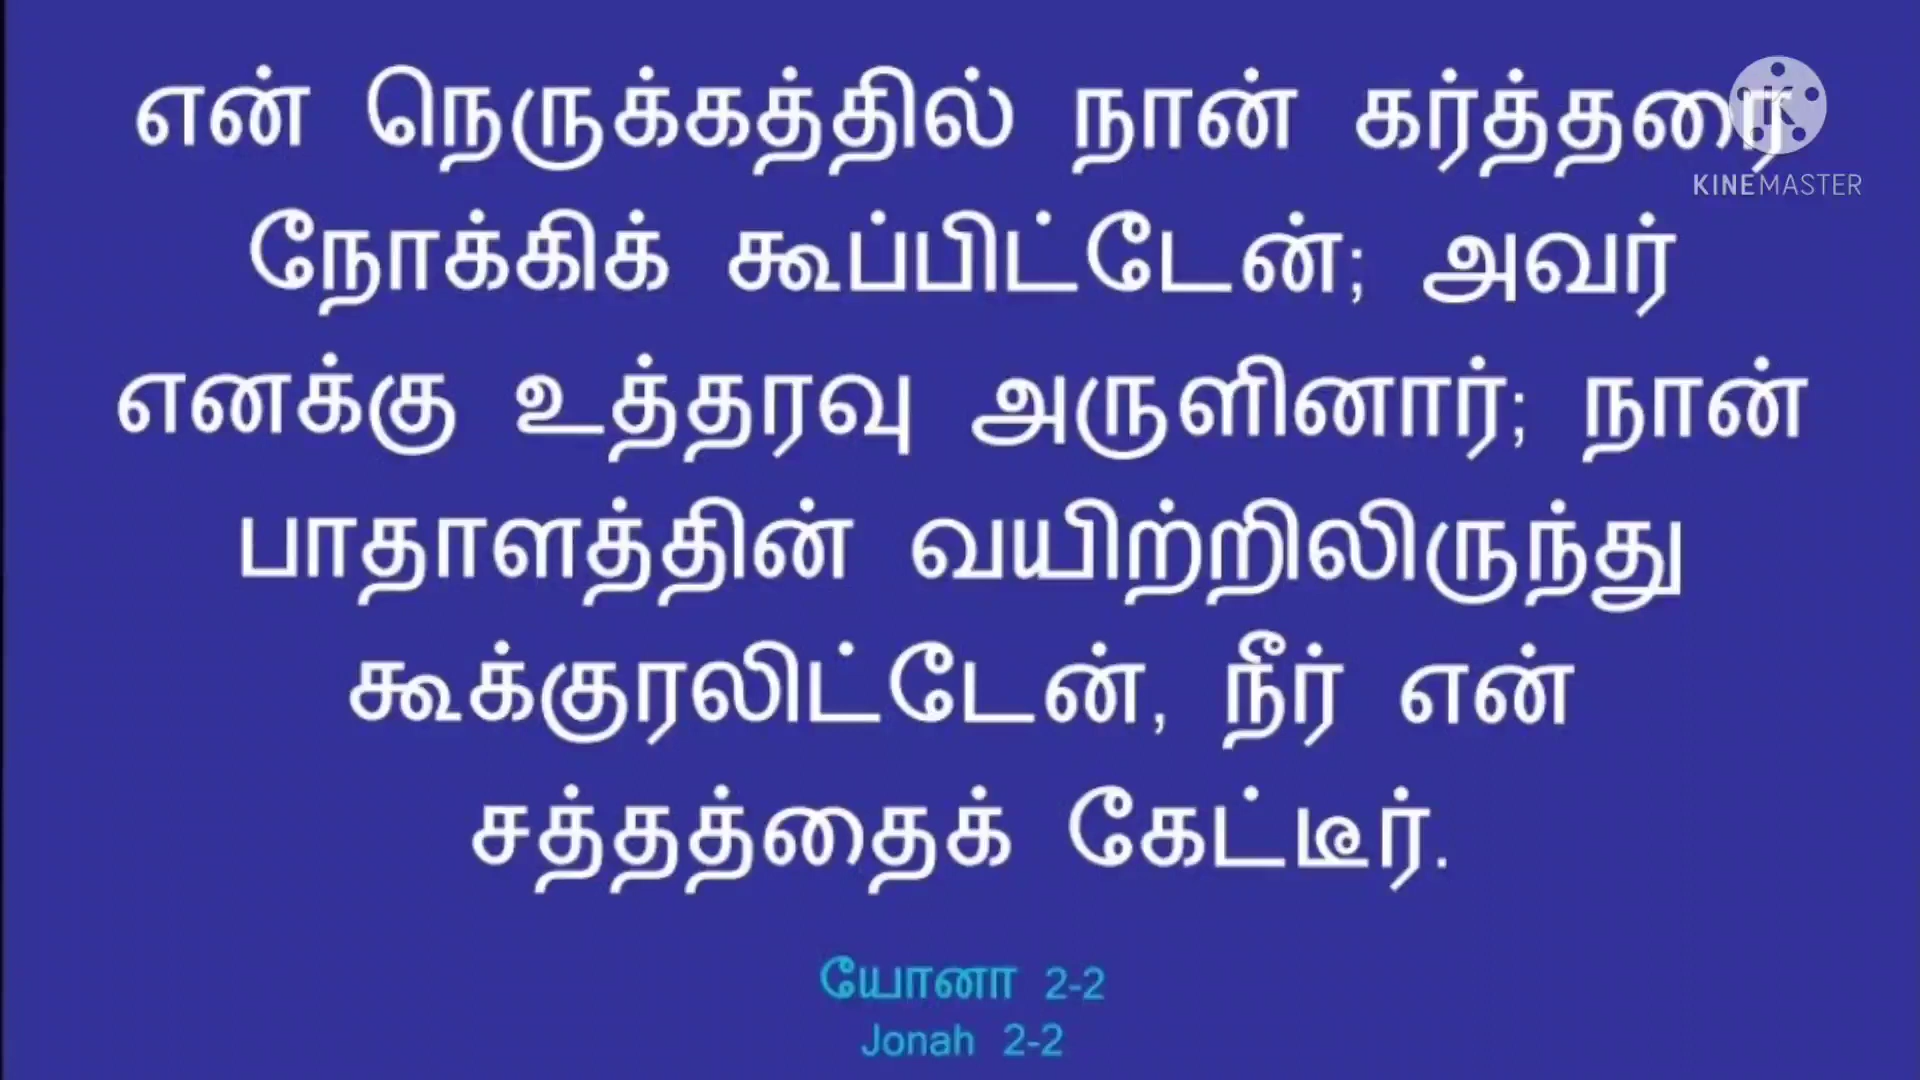 என் நெருக்கத்தில் நான் கர்த்தரை
KINEMASTER
நோக்கிக் கூப்பிட்டேன்; அவர்
எனக்கு உத்தரவு அருளினார்; நான்
பாதாளத்தின் வயிற்றிலிருந்து
கூக்குரலிட்டேன், நீர் என்
சத்தத்தைக் கேட்டீர்.
யோனா 2-2
Jonah 2-2